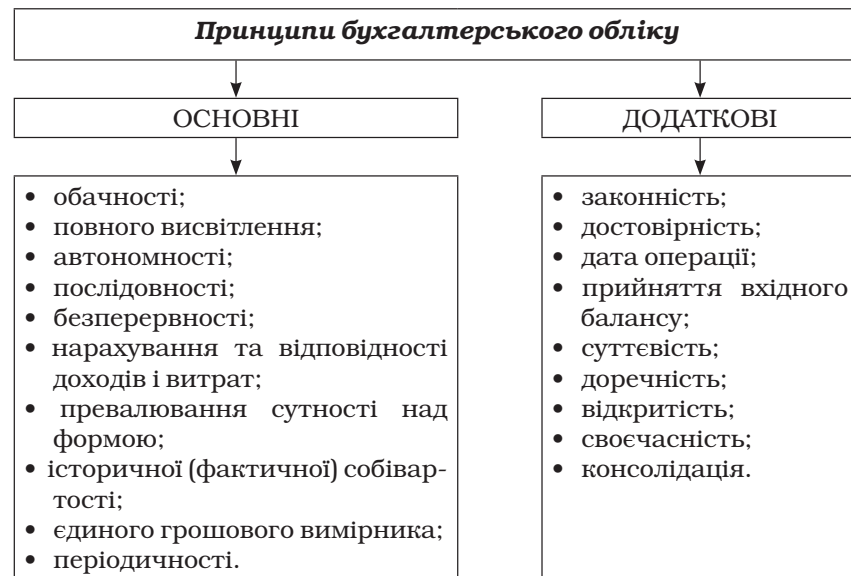 Принципи бухгалтерського обліку
ОСНОВНІ
• обачності;
• повного висвітлення;
• автономності;
• послідовності;
• безперервності;
• нарахування та відповідності
доходів і витрат;
• превалювання сутності над
формою;
• історичної (фактичної) собівар-
тості;
• єдиного грошового вимірника;
• періодичності.
ДОДАТКОВІ
• законність;
• достовірність;
• дата операції;
• прийняття вхідного
балансу;
• суттєвість;
• доречність;
• відкритість;
• своєчасність;
• консолідація.